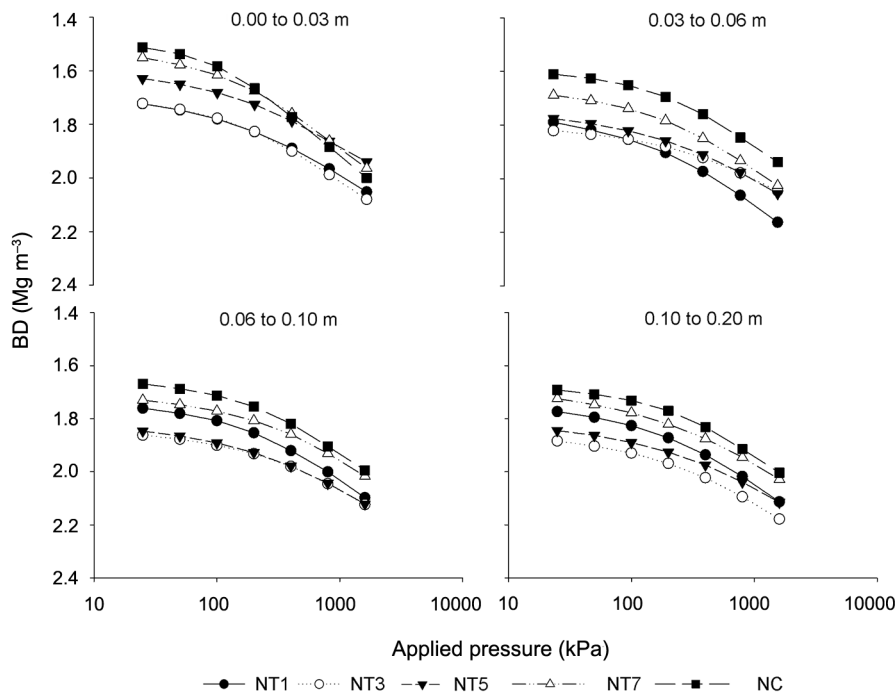 0.00 to 0.03 m
0.03 to 0.06 m
1.4
1.6
1.8
2.0
2.2
2.4
BD (Mg m⁻³)
0.06 to 0.10 m
0.10 to 0.20 m
1.4
1.6
1.8
2.0
2.2
2.4
10 100 1000 10000
10 100 1000 10000
Applied pressure (kPa)
NT1 NT3 NT5 NT7 NC